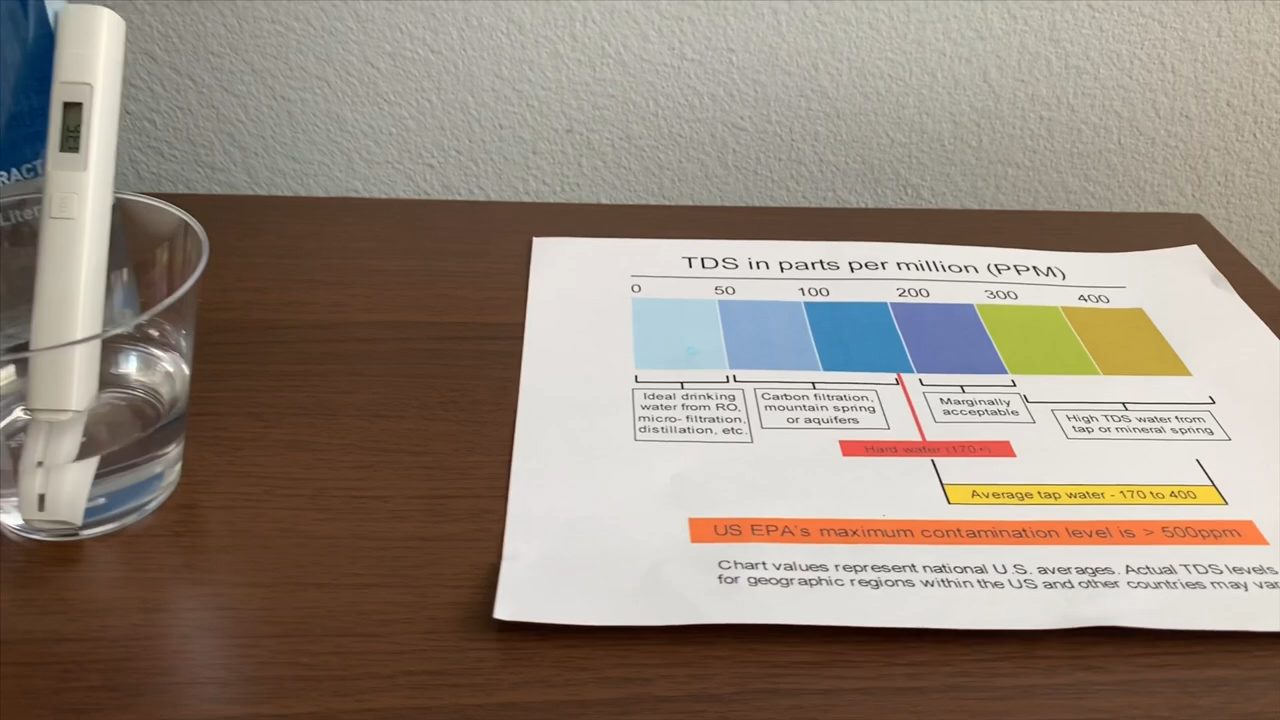 136
RACT
Liter
TDS in parts per million (PPM)
0 50 100 200 300 400
Ideal drinking
water from RO,
micro- filtration,
distillation, etc.
Carbon filtration,
mountain spring
or aquifers
Marginally
acceptable
High TDS water from
tap or mineral spring
Hard water (170+)
Average tap water - 170 to 400
US EPA's maximum contamination level is > 500ppm
Chart values represent national U.S. averages. Actual TDS levels
for geographic regions within the US and other countries may var